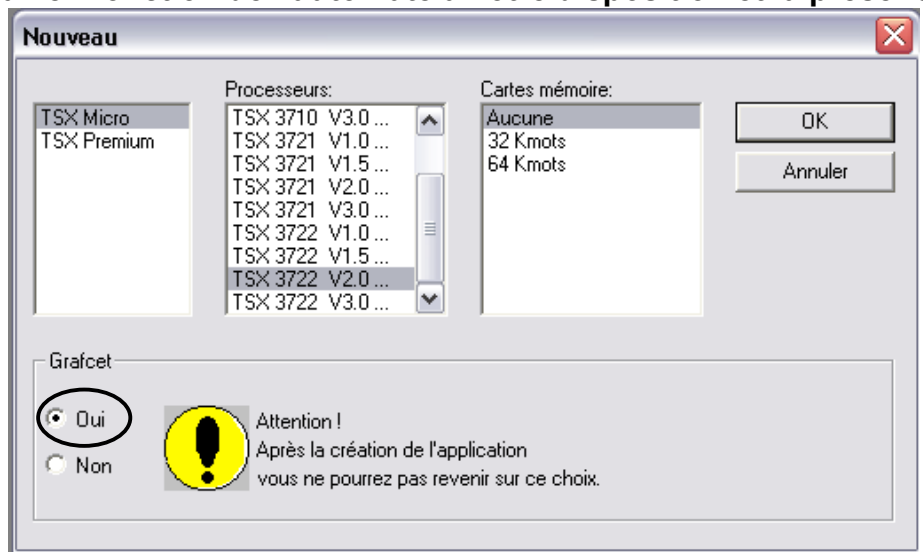 Nouveau
Processeurs:
Cartes mémoire:
TSX Micro
TSX Premium
TSX 3710 V3.0 ...
TSX 3721 V1.0 ...
TSX 3721 V1.5 ...
TSX 3721 V2.0 ...
TSX 3721 V3.0 ...
TSX 3722 V1.0 ...
TSX 3722 V1.5 ...
TSX 3722 V2.0 ...
TSX 3722 V3.0 ...
Aucune
32 Kmots
64 Kmots
OK
Annuler
Grafcet
Oui
Non
Attention !
Après la création de l'application
vous ne pourrez pas revenir sur ce choix.